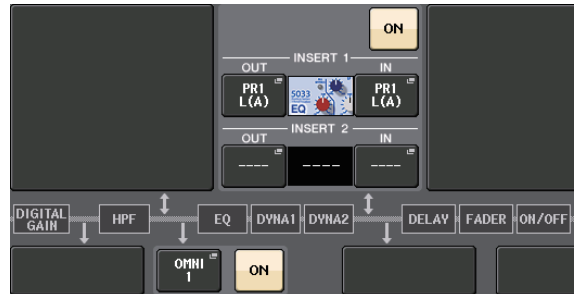 ON
INSERT 1
OUT IN
PR1 L(A) 5033 EQ PR1 L(A)
INSERT 2
OUT IN
---- ---- ----
DIGITAL GAIN HPF EQ DYNA1 DYNA2 DELAY FADER ON/OFF
OMNI 1 ON